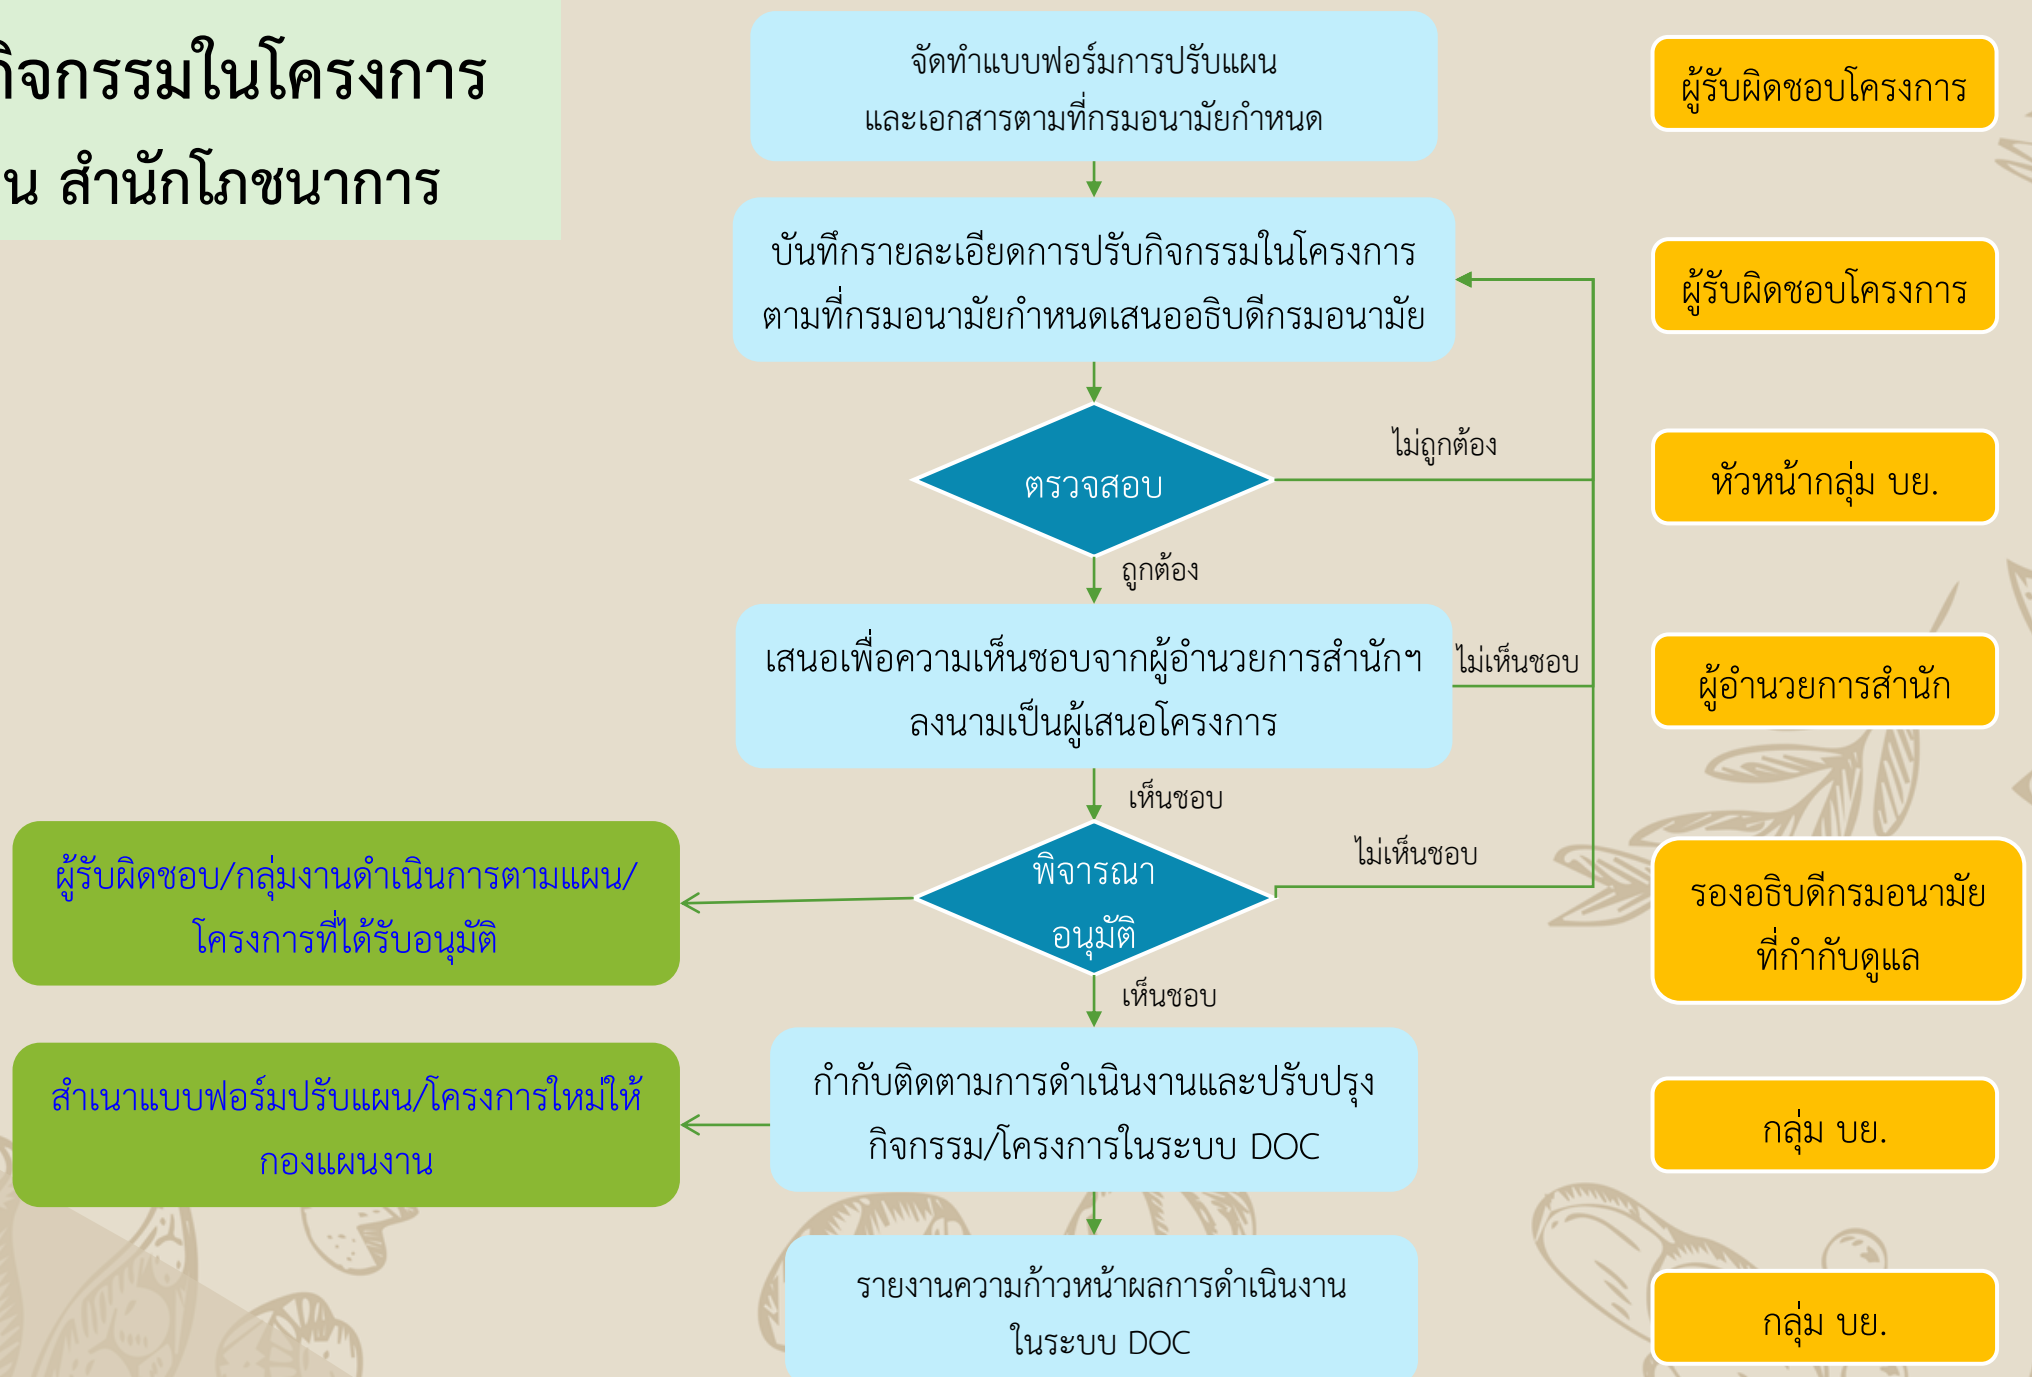 กิจกรรมในโครงการ
น สำนักโภชนาการ
จัดทำแบบฟอร์มการปรับแผน
และเอกสารตามที่กรมอนามัยกำหนด
ผู้รับผิดชอบโครงการ
บันทึกรายละเอียดการปรับกิจกรรมในโครงการ
ตามที่กรมอนามัยกำหนดเสนออธิบดีกรมอนามัย
ผู้รับผิดชอบโครงการ
ตรวจสอบ
ไม่ถูกต้อง
หัวหน้ากลุ่ม บย.
ถูกต้อง
เสนอเพื่อความเห็นชอบจากผู้อำนวยการสำนักฯ
ลงนามเป็นผู้เสนอโครงการ
ไม่เห็นชอบ
ผู้อำนวยการสำนัก
เห็นชอบ
ผู้รับผิดชอบ/กลุ่มงานดำเนินการตามแผน/
โครงการที่ได้รับอนุมัติ
พิจารณา
อนุมัติ
ไม่เห็นชอบ
รองอธิบดีกรมอนามัย
ที่กำกับดูแล
เห็นชอบ
สำเนาแบบฟอร์มปรับแผน/โครงการใหม่ให้
กองแผนงาน
กำกับติดตามการดำเนินงานและปรับปรุง
กิจกรรม/โครงการในระบบ DOC
กลุ่ม บย.
รายงานความก้าวหน้าผลการดำเนินงาน
ในระบบ DOC
กลุ่ม บย.